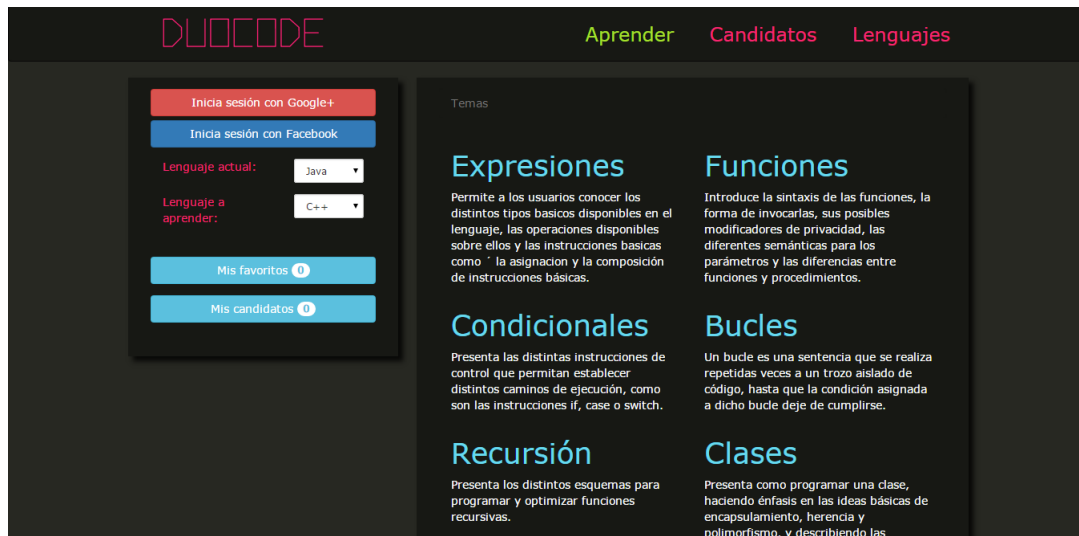 DUOCODE
Aprender Candidatos Lenguajes
Inicia sesión con Google+
Inicia sesión con Facebook
Lenguaje actual:
Java
Lenguaje a
aprender:
C++
Mis favoritos 0
Mis candidatos 0
Temas
Expresiones
Permite a los usuarios conocer los
distintos tipos basicos disponibles en el
lenguaje, las operaciones disponibles
sobre ellos y las instrucciones basicas
como ´ la asignacion y la composición
de instrucciones básicas.
Funciones
Introduce la sintaxis de las funciones, la
forma de invocarlas, sus posibles
modificadores de privacidad, las
diferentes semánticas para los
parámetros y las diferencias entre
funciones y procedimientos.
Condicionales
Presenta las distintas instrucciones de
control que permitan establecer
distintos caminos de ejecución, como
son las instrucciones if, case o switch.
Bucles
Un bucle es una sentencia que se realiza
repetidas veces a un trozo aislado de
código, hasta que la condición asignada
a dicho bucle deje de cumplirse.
Recursión
Presenta los distintos esquemas para
programar y optimizar funciones
recursivas.
Clases
Presenta como programar una clase,
haciendo énfasis en las ideas básicas de
encapsulamiento, herencia y
polimorfismo, y describiendo las